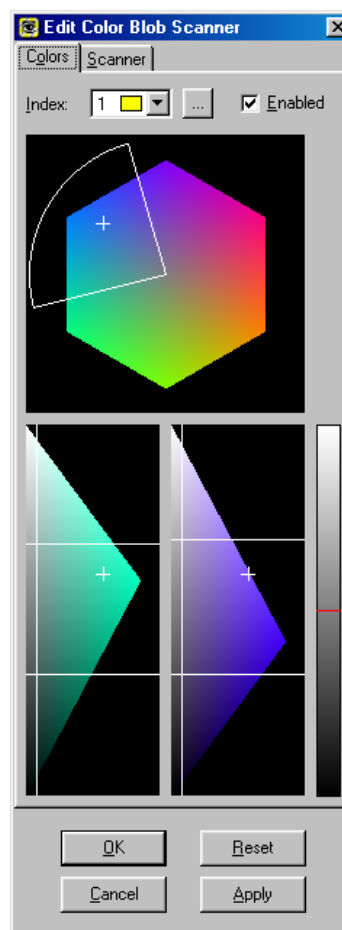 Edit Color Blob Scanner
Colors Scanner
Index: 1 ... Enabled
OK Reset
Cancel Apply